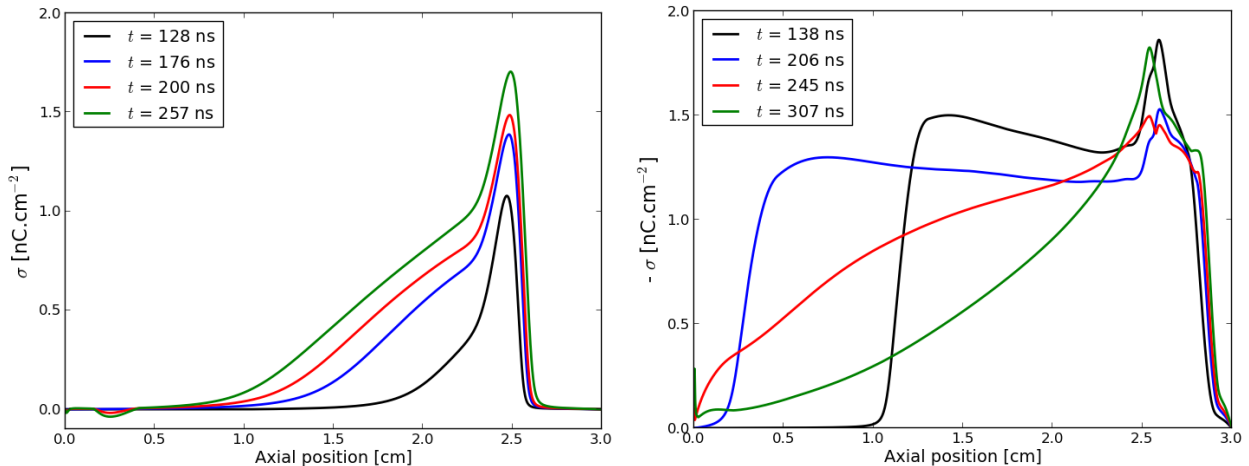 2.0
1.5
1.0
0.5
0.0
σ [nC.cm⁻²]
t = 128 ns
t = 176 ns
t = 200 ns
t = 257 ns
0.0 0.5 1.0 1.5 2.0 2.5 3.0
Axial position [cm]
2.0
1.5
1.0
0.5
0.0
- σ [nC.cm⁻²]
t = 138 ns
t = 206 ns
t = 245 ns
t = 307 ns
0.0 0.5 1.0 1.5 2.0 2.5 3.0
Axial position [cm]